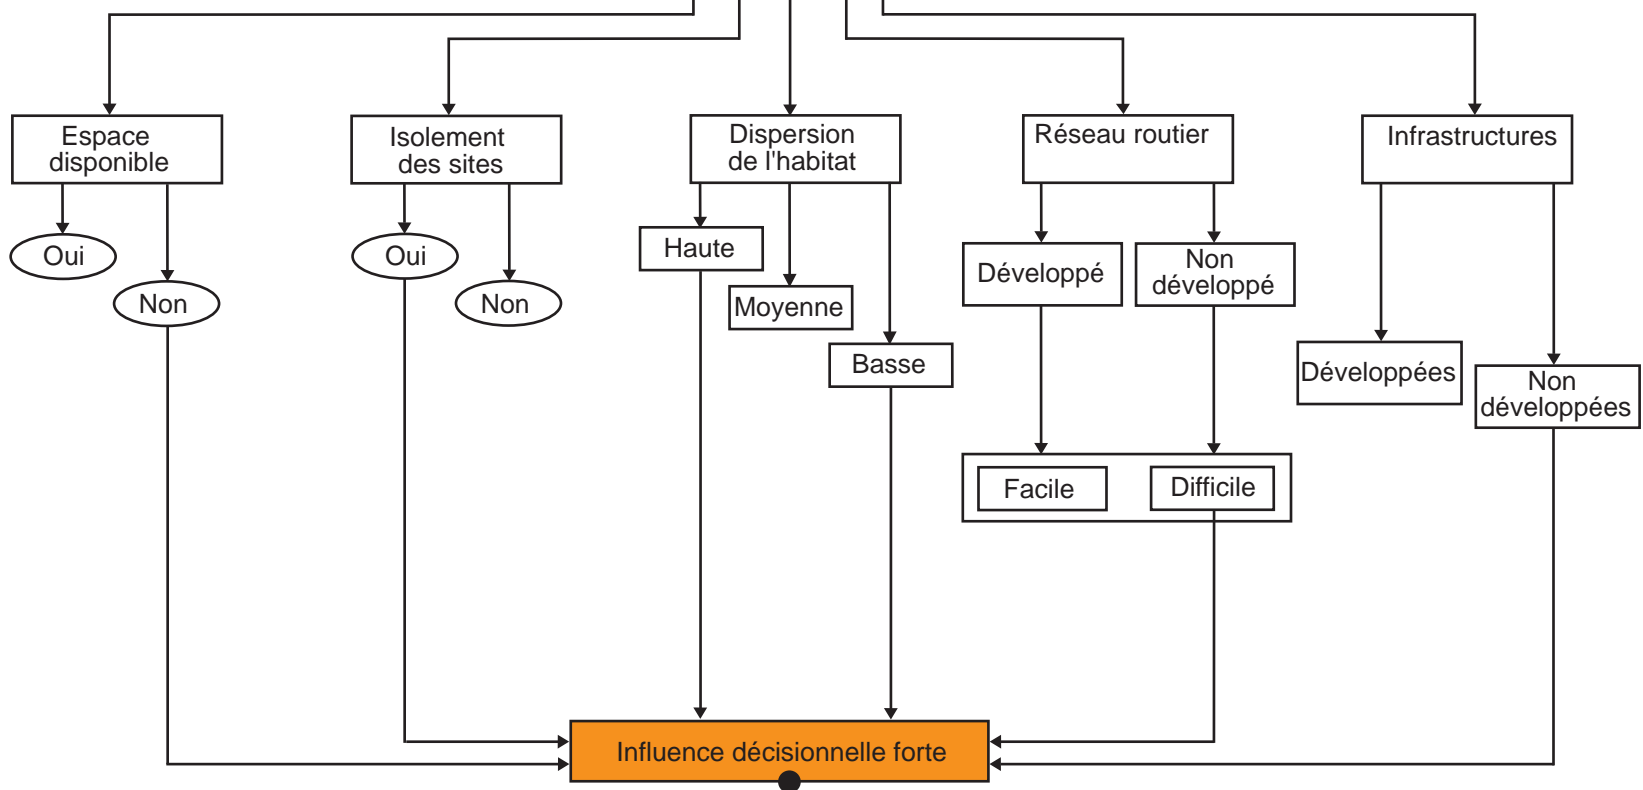 Espace
disponible
Isolement
des sites
Dispersion
de l'habitat
Réseau routier
Infrastructures
Oui
Non
Oui
Non
Haute
Moyenne
Basse
Développé
Non
développé
Développées
Non
développées
Facile
Difficile
Influence décisionnelle forte